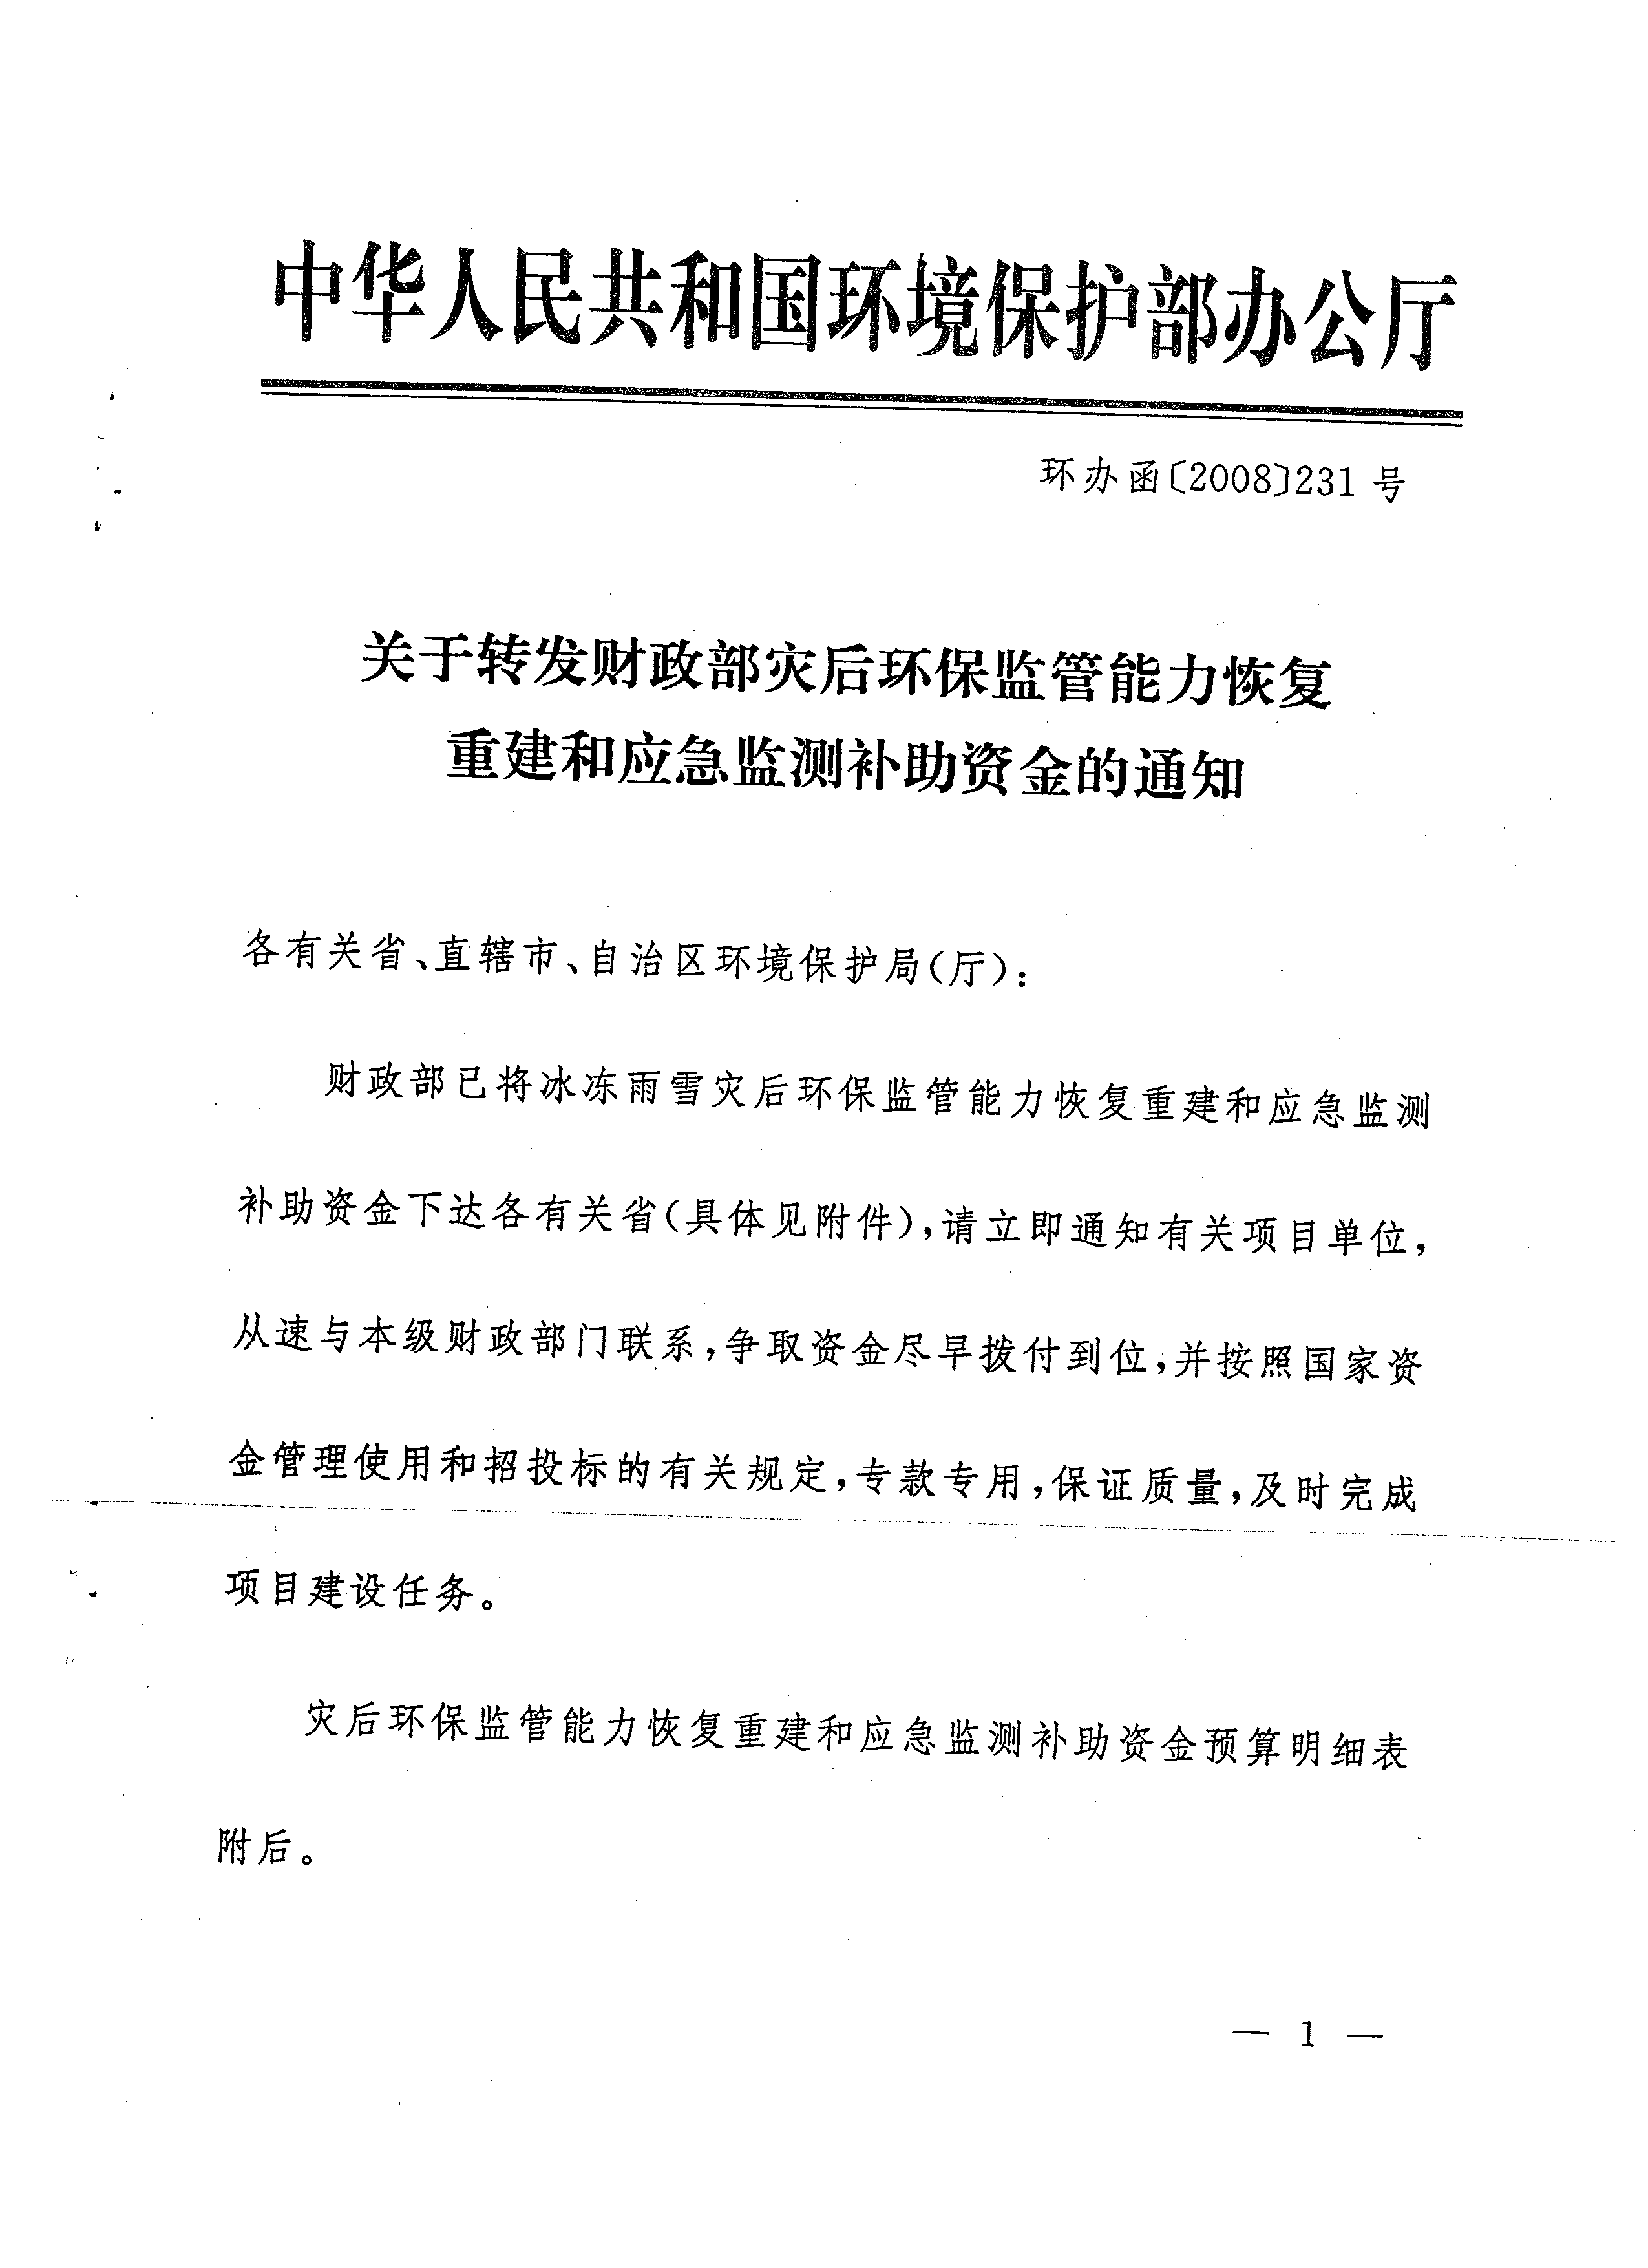 中华人民共和国环境保护部办公厅
环办函〔2008〕231 号
关于转发财政部灾后环保监管能力恢复
重建和应急监测补助资金的通知
各有关省、直辖市、自治区环境保护局(厅):
财政部已将冰冻雨雪灾后环保监管能力恢复重建和应急监测
补助资金下达各有关省(具体见附件),请立即通知有关项目单位,
从速与本级财政部门联系,争取资金尽早拨付到位,并按照国家资
金管理使用和招投标的有关规定,专款专用,保证质量,及时完成
项目建设任务。
灾后环保监管能力恢复重建和应急监测补助资金预算明细表
附后。
— 1 —